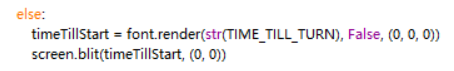 else:
timeTillStart = font.render(str(TIME_TILL_TURN), False, (0, 0, 0))
screen.blit(timeTillStart, (0, 0))